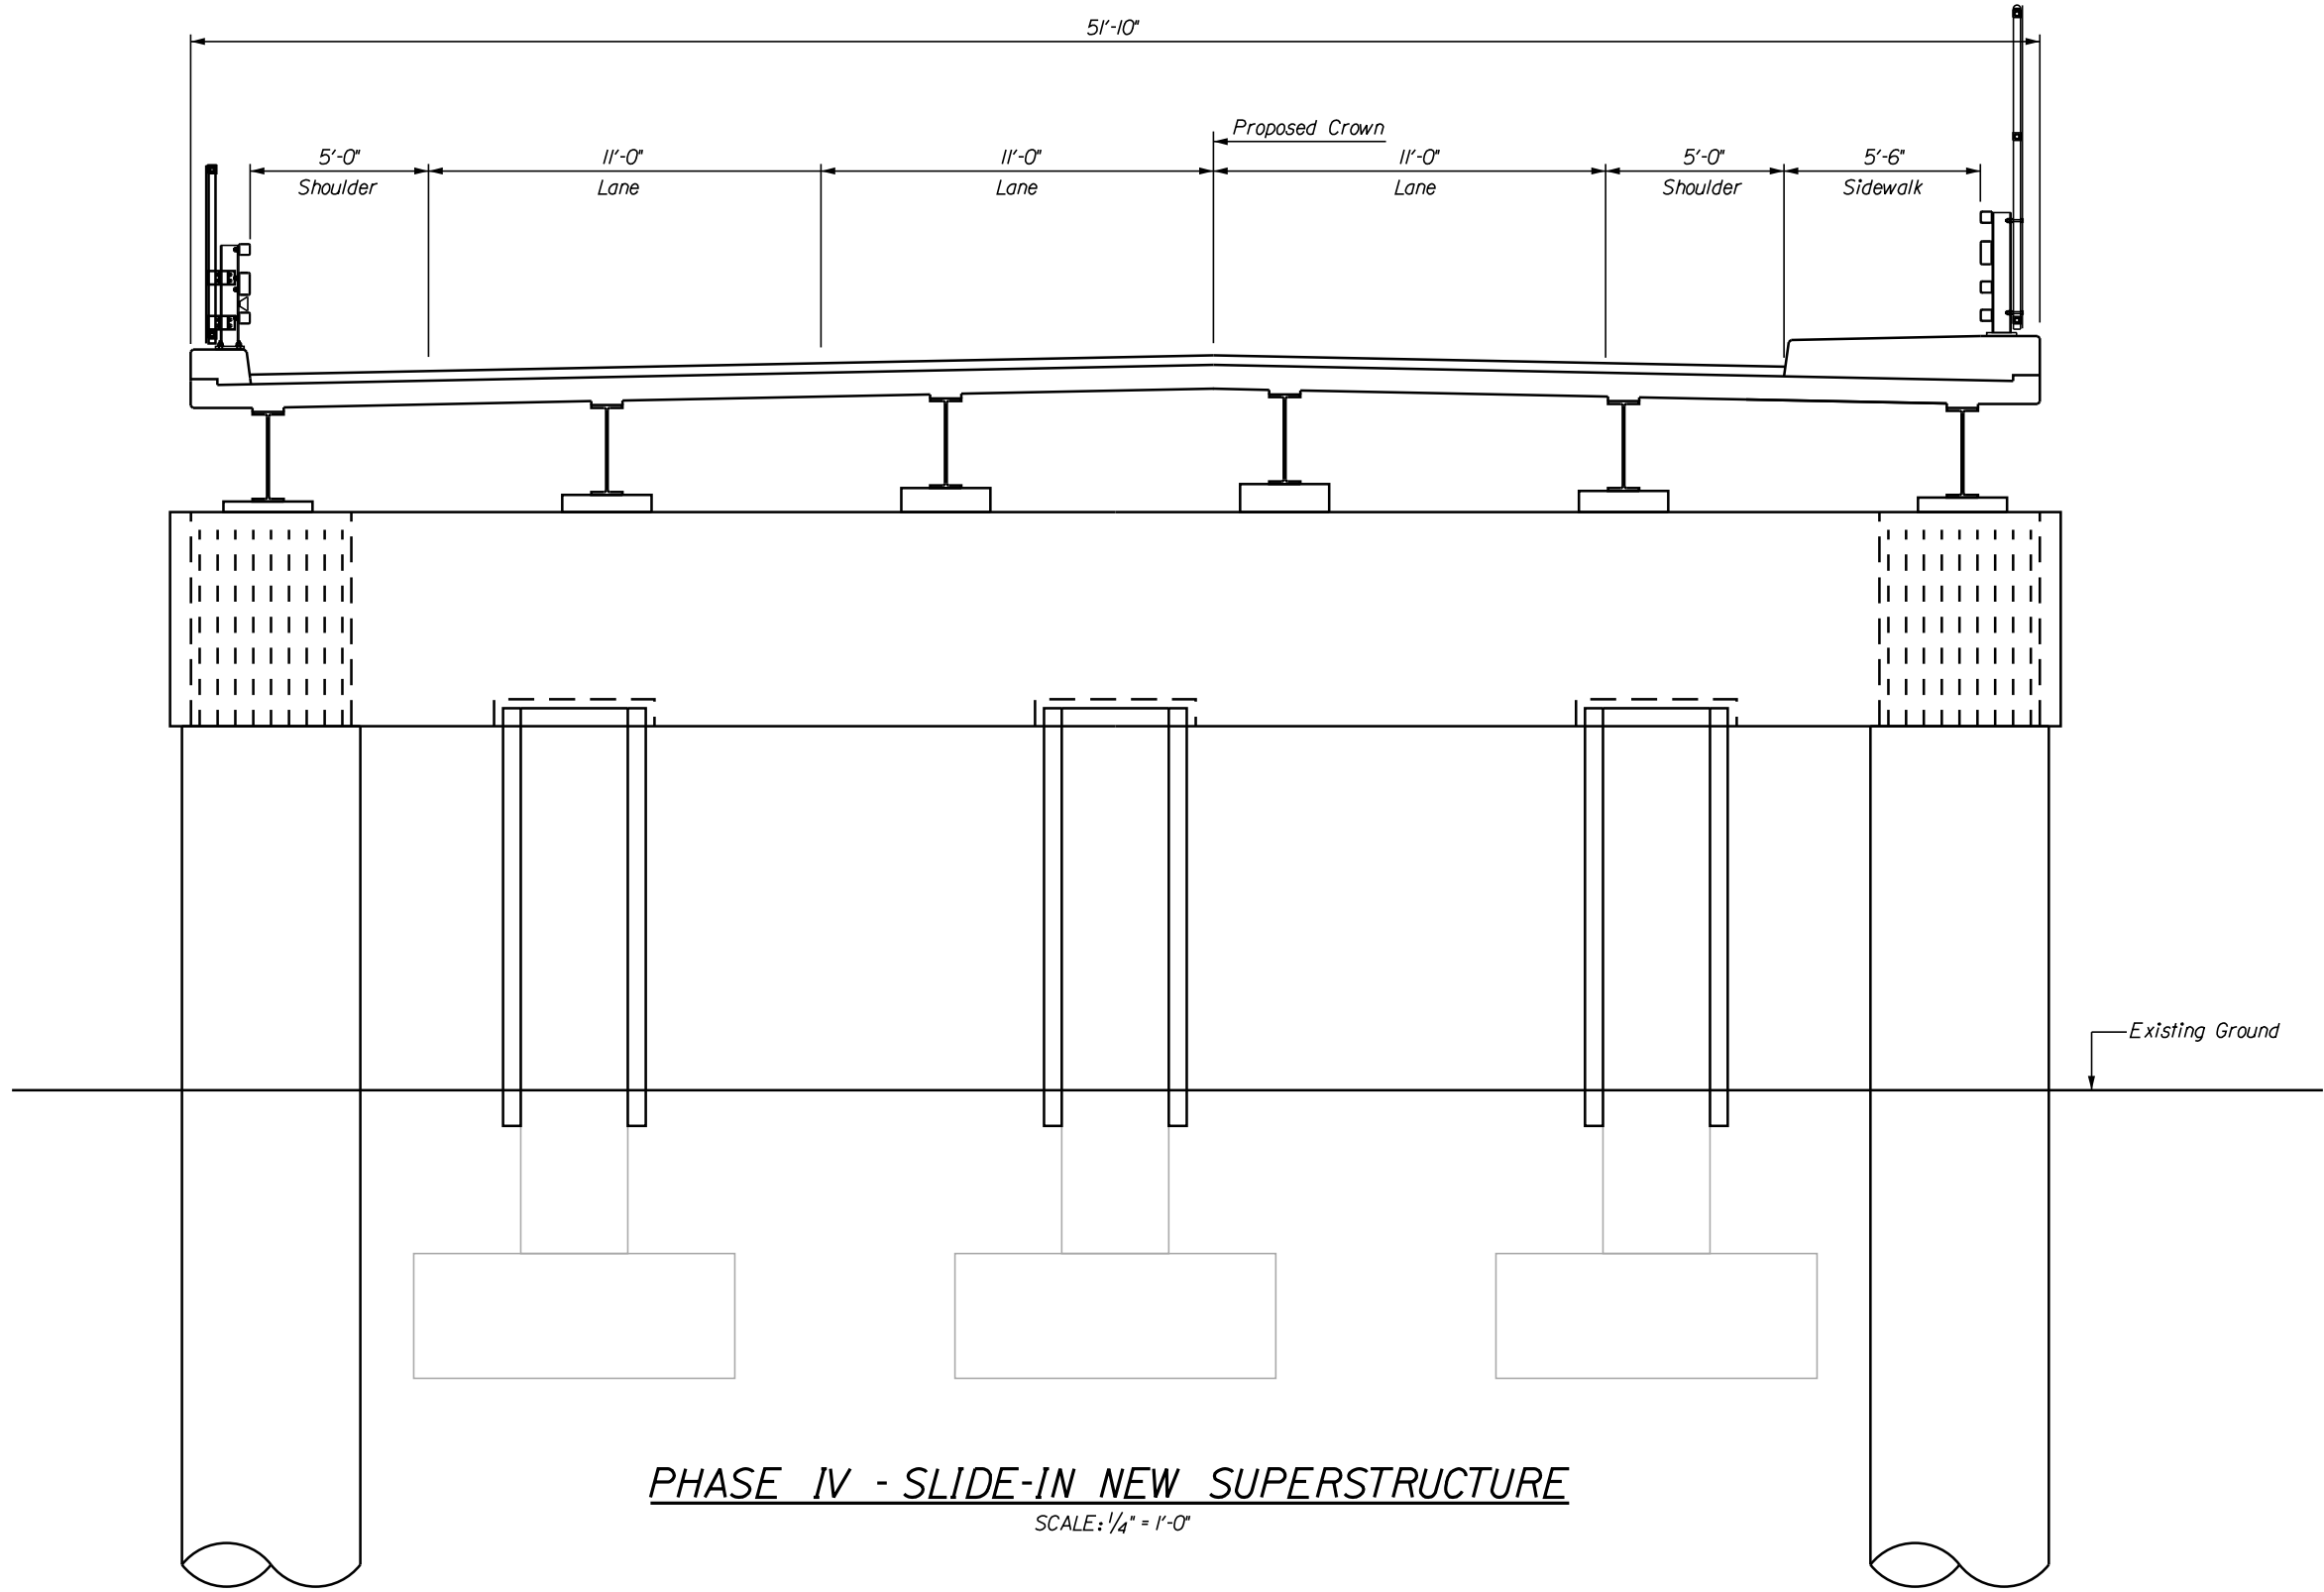 51'-10"
Proposed Crown
5'-0" 11'-0" 11'-0" 11'-0" 5'-0" 5'-6"
Shoulder Lane Lane Lane Shoulder Sidewalk
Existing Ground
PHASE IV - SLIDE-IN NEW SUPERSTRUCTURE
SCALE: 1/4" = 1'-0"